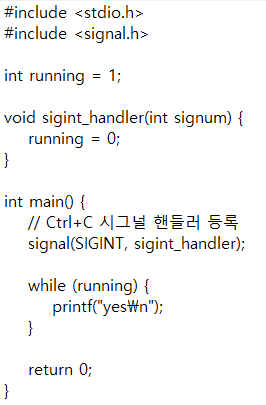 #include <stdio.h>
#include <signal.h>

int running = 1;

void sigint_handler(int signum) {
    running = 0;
}

int main() {
    // Ctrl+C 시그널 핸들러 등록
    signal(SIGINT, sigint_handler);

    while (running) {
        printf("yes₩n");
    }

    return 0;
}